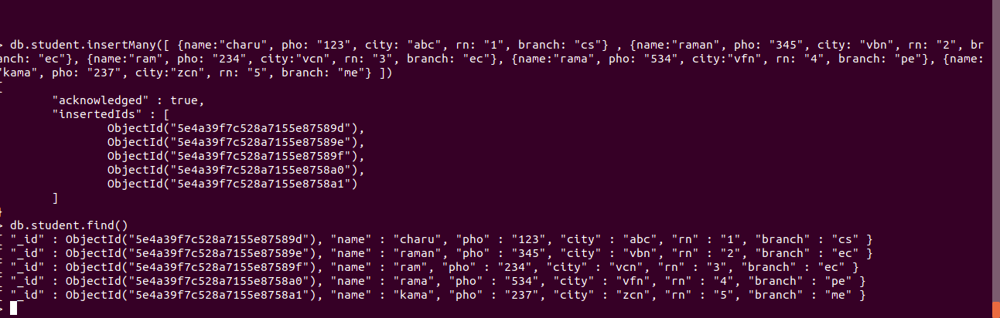 > db.student.insertMany([ {name:"charu", pho: "123", city: "abc", rn: "1", branch: "cs"} , {name:"raman", pho: "345", city: "vbn", rn: "2", br
anch: "ec"}, {name:"ram", pho: "234", city:"vcn", rn: "3", branch: "ec"}, {name:"rama", pho: "534", city:"vfn", rn: "4", branch: "pe"}, {name:
"kama", pho: "237", city:"zcn", rn: "5", branch: "me"} ])
{
"acknowledged" : true,
"insertedIds" : [
ObjectId("5e4a39f7c528a7155e87589d"),
ObjectId("5e4a39f7c528a7155e87589e"),
ObjectId("5e4a39f7c528a7155e87589f"),
ObjectId("5e4a39f7c528a7155e8758a0"),
ObjectId("5e4a39f7c528a7155e8758a1")
]
}
> db.student.find()
{ "_id" : ObjectId("5e4a39f7c528a7155e87589d"), "name" : "charu", "pho" : "123", "city" : "abc", "rn" : "1", "branch" : "cs" }
{ "_id" : ObjectId("5e4a39f7c528a7155e87589e"), "name" : "raman", "pho" : "345", "city" : "vbn", "rn" : "2", "branch" : "ec" }
{ "_id" : ObjectId("5e4a39f7c528a7155e87589f"), "name" : "ram", "pho" : "234", "city" : "vcn", "rn" : "3", "branch" : "ec" }
{ "_id" : ObjectId("5e4a39f7c528a7155e8758a0"), "name" : "rama", "pho" : "534", "city" : "vfn", "rn" : "4", "branch" : "pe" }
{ "_id" : ObjectId("5e4a39f7c528a7155e8758a1"), "name" : "kama", "pho" : "237", "city" : "zcn", "rn" : "5", "branch" : "me" }
>